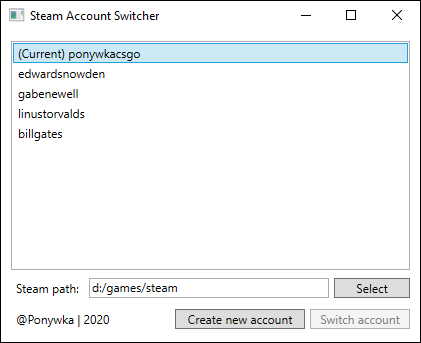 Steam Account Switcher
(Current) ponywkacsgo
edwardsnowden
gabenewell
linustorvalds
billgates
Steam path: d:/games/steam Select
@Ponywka | 2020 Create new account Switch account